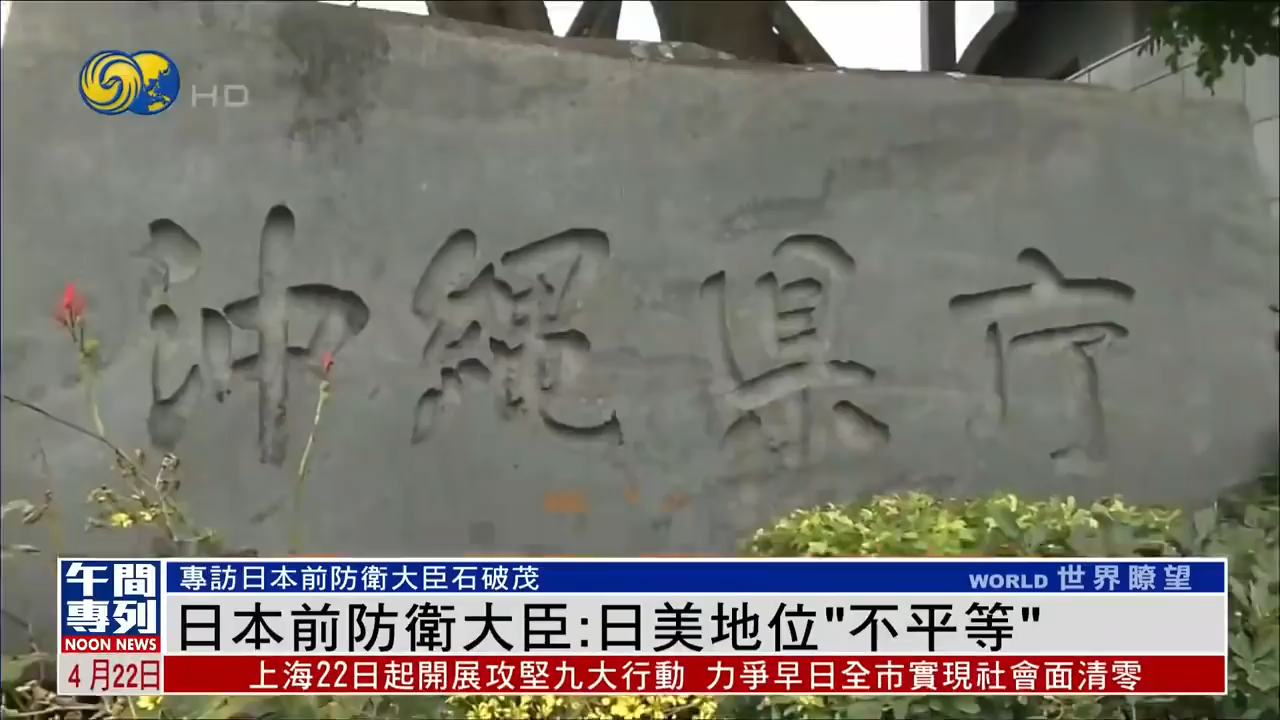 HD
沖縄県庁
午間
專列
NOON NEWS
專訪日本前防衛大臣石破茂
WORLD 世界瞭望
日本前防衛大臣:日美地位"不平等"
4月22日
上海22日起開展攻堅九大行動 力爭早日全市實現社會面清零